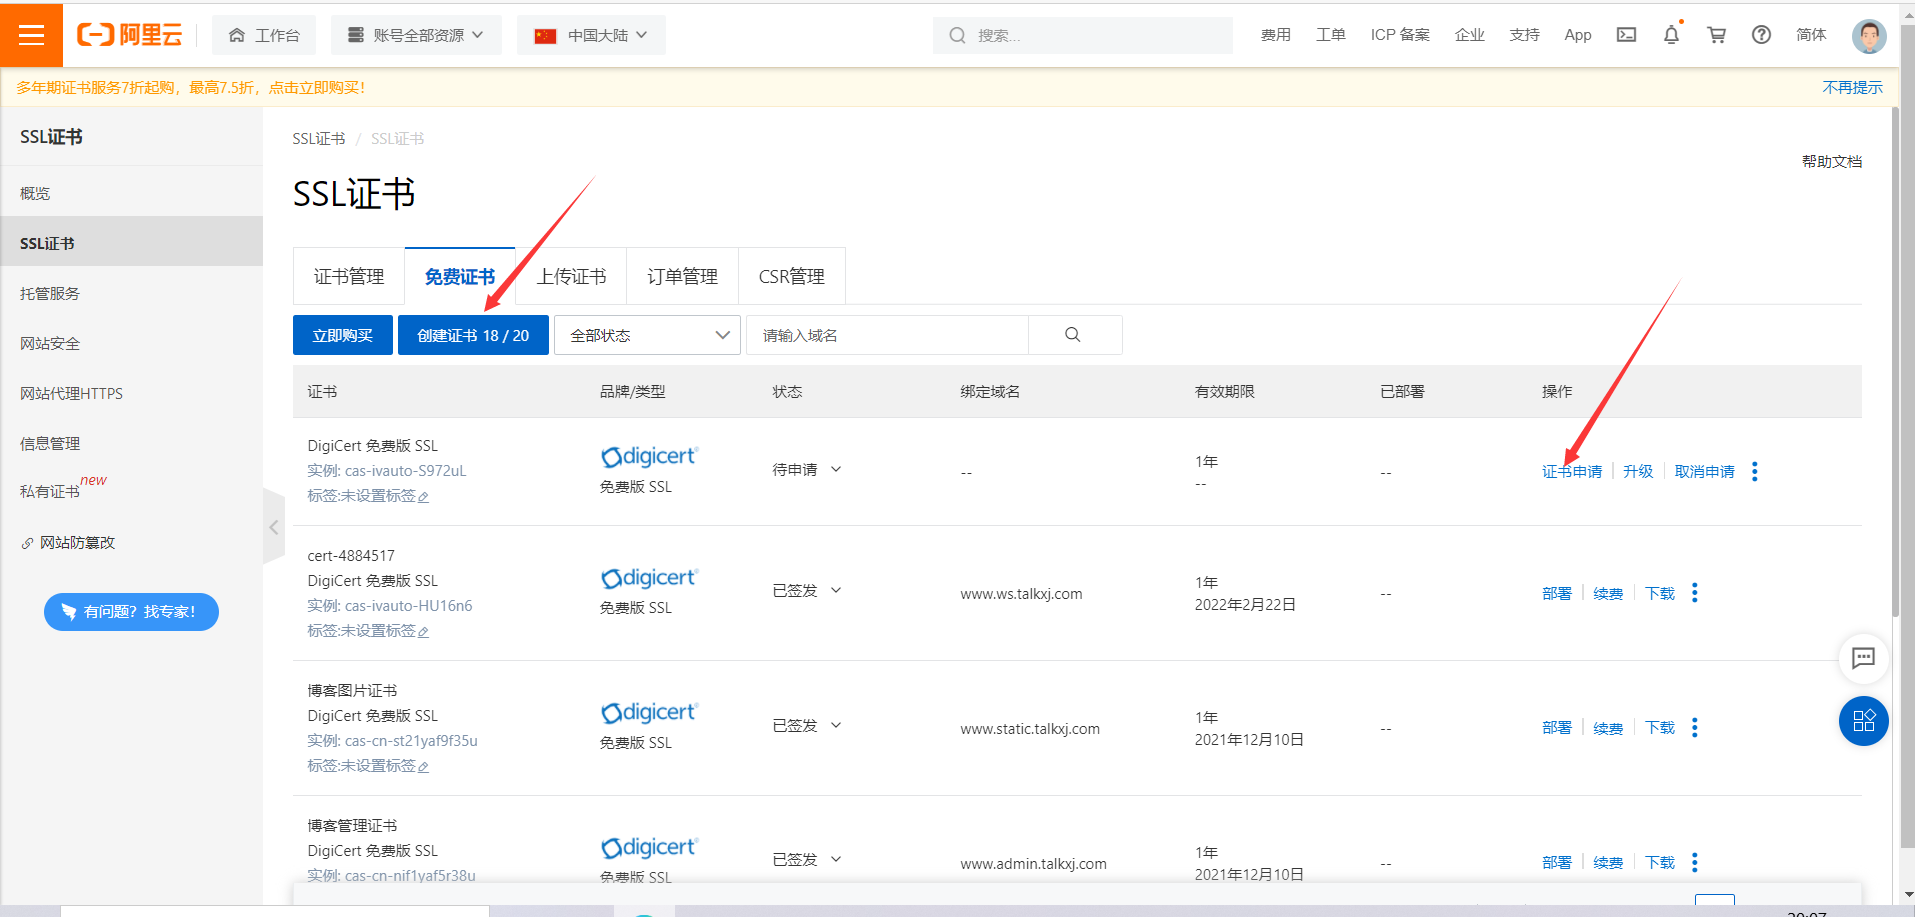 阿里云 工作台 账号全部资源 中国大陆 搜索... 费用 工单 ICP 备案 企业 支持 App 简体
多年期证书服务7折起购，最高7.5折，点击立即购买！ 不再提示
SSL证书
概览
SSL证书
托管服务
网站安全
网站代理HTTPS
信息管理
私有证书 new
网站防篡改
有问题？找专家！
SSL证书 / SSL证书
帮助文档
SSL证书
证书管理 免费证书 上传证书 订单管理 CSR管理
立即购买 创建证书 18 / 20 全部状态 请输入域名
证书 品牌/类型 状态 绑定域名 有效期限 已部署 操作
DigiCert 免费版 SSL
实例: cas-ivauto-S972uL
标签:未设置标签
digicert
免费版 SSL
待申请
--
1年
--
--
证书申请 升级 取消申请
cert-4884517
DigiCert 免费版 SSL
实例: cas-ivauto-HU16n6
标签:未设置标签
digicert
免费版 SSL
已签发
www.ws.talkxj.com
1年
2022年2月22日
--
部署 续费 下载
博客图片证书
DigiCert 免费版 SSL
实例: cas-cn-st21yaf9f35u
标签:未设置标签
digicert
免费版 SSL
已签发
www.static.talkxj.com
1年
2021年12月10日
--
部署 续费 下载
博客管理证书
DigiCert 免费版 SSL
实例: cas-cn-nif1yaf5r38u
digicert
免费版 SSL
已签发
www.admin.talkxj.com
1年
2021年12月10日
--
部署 续费 下载